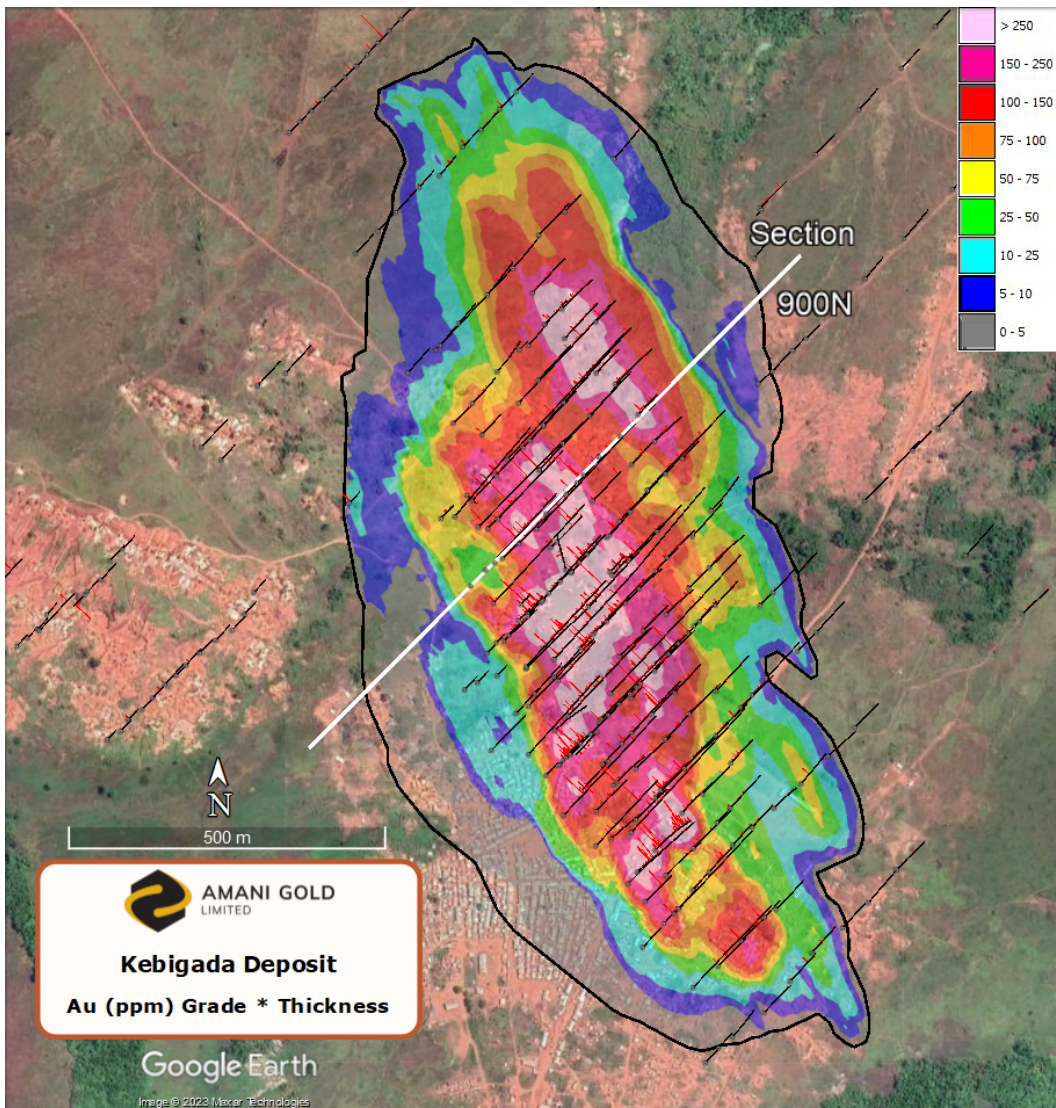 > 250
150 - 250
100 - 150
75 - 100
50 - 75
25 - 50
10 - 25
5 - 10
0 - 5
Section
900N
N
500 m
AMANI GOLD
LIMITED
Kebigada Deposit
Au (ppm) Grade * Thickness
Google Earth
Image © 2023 Maxar Technologies